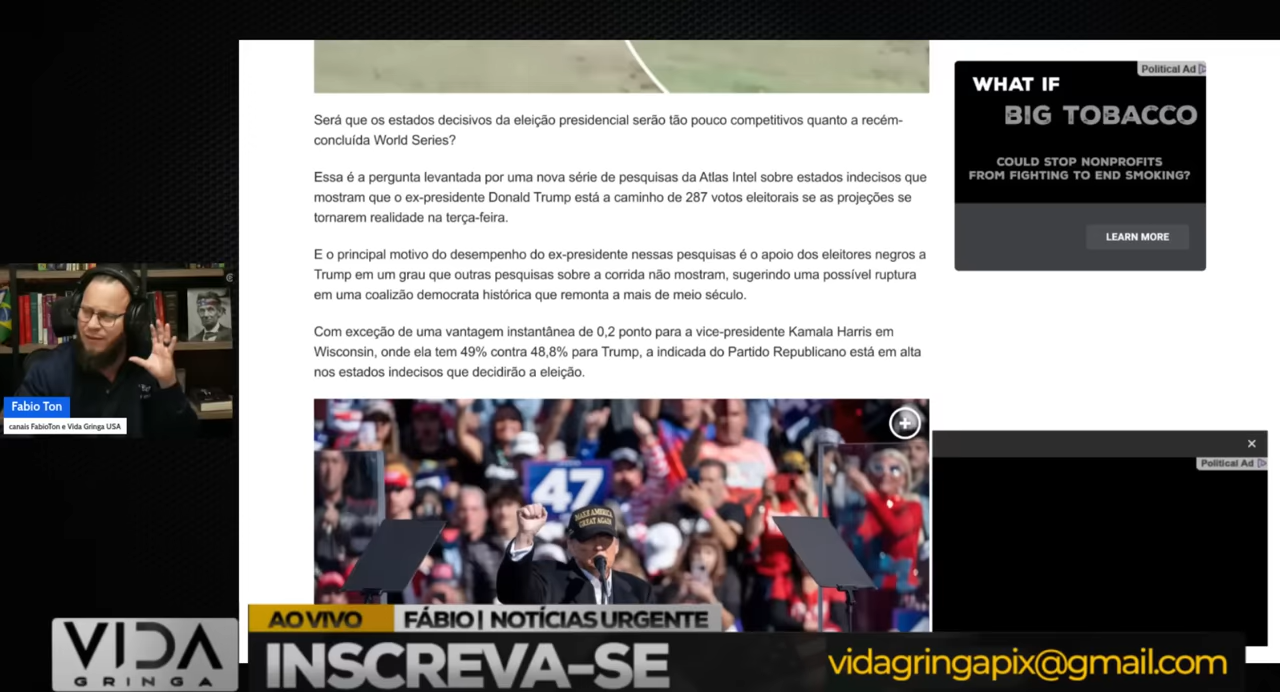 Será que os estados decisivos da eleição presidencial serão tão pouco competitivos quanto a recém-
concluída World Series?
Essa é a pergunta levantada por uma nova série de pesquisas da Atlas Intel sobre estados indecisos que
mostram que o ex-presidente Donald Trump está a caminho de 287 votos eleitorais se as projeções se
tornarem realidade na terça-feira.
E o principal motivo do desempenho do ex-presidente nessas pesquisas é o apoio dos eleitores negros a
Trump em um grau que outras pesquisas sobre a corrida não mostram, sugerindo uma possível ruptura
em uma coalizão democrata histórica que remonta a mais de meio século.
Com exceção de uma vantagem instantânea de 0,2 ponto para a vice-presidente Kamala Harris em
Wisconsin, onde ela tem 49% contra 48,8% para Trump, a indicada do Partido Republicano está em alta
nos estados indecisos que decidirão a eleição.
Political Ad
WHAT IF
BIG TOBACCO
COULD STOP NONPROFITS
FROM FIGHTING TO END SMOKING?
LEARN MORE
Political Ad
Fabio Ton
canais FabioTon e Vida Gringa USA
47
MAKE AMERICA
GREAT AGAIN
VIDA
GRINGA
AO VIVO
FÁBIO | NOTÍCIAS URGENTE
INSCREVA-SE
vidagringapix@gmail.com